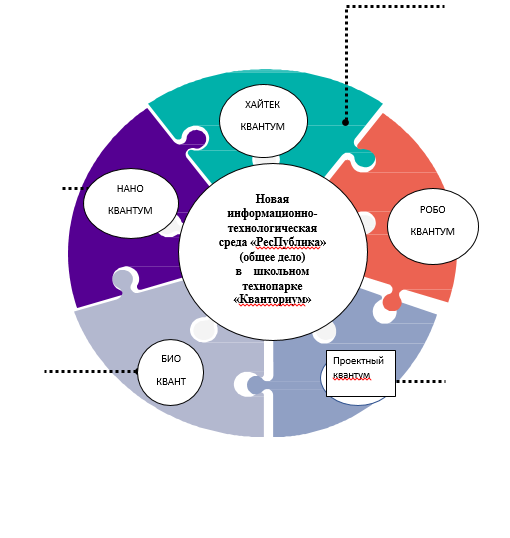 ХАЙТЕК
КВАНТУМ
НАНО
КВАНТУМ
РОБО
КВАНТУМ
Новая
информационно-
технологическая
среда «РесПублика»
(общее дело)
в школьном
технопарке
«Кванториум»
БИО
КВАНТ
Проектный
квантум